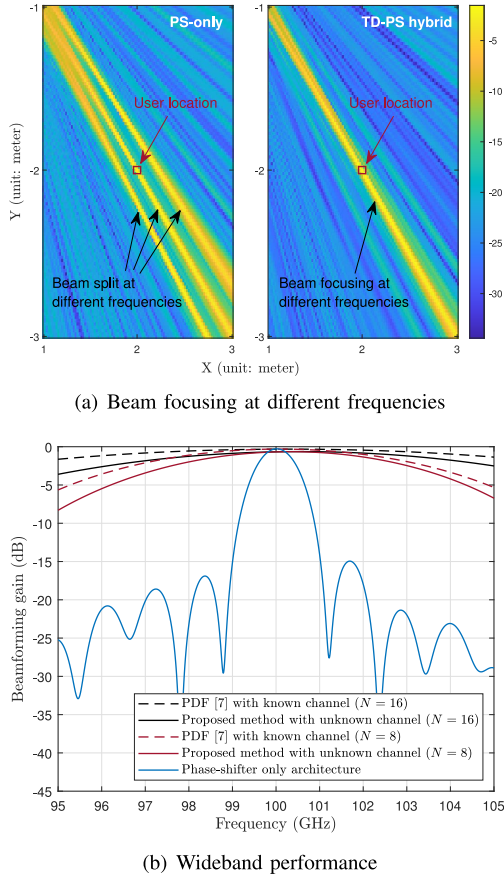 PS-only
TD-PS hybrid
User location
User location
Beam split at
different frequencies
Beam focusing at
different frequencies
Y (unit: meter)
-1
-2
-3
1
2
3
1
2
3
X (unit: meter)
-5
-10
-15
-20
-25
-30
(a) Beam focusing at different frequencies
Beamforming gain (dB)
0
-5
-10
-15
-20
-25
-30
-35
-40
-45
PDF [7] with known channel (N = 16)
Proposed method with unknown channel (N = 16)
PDF [7] with known channel (N = 8)
Proposed method with unknown channel (N = 8)
Phase-shifter only architecture
95
96
97
98
99
100
101
102
103
104
105
Frequency (GHz)
(b) Wideband performance